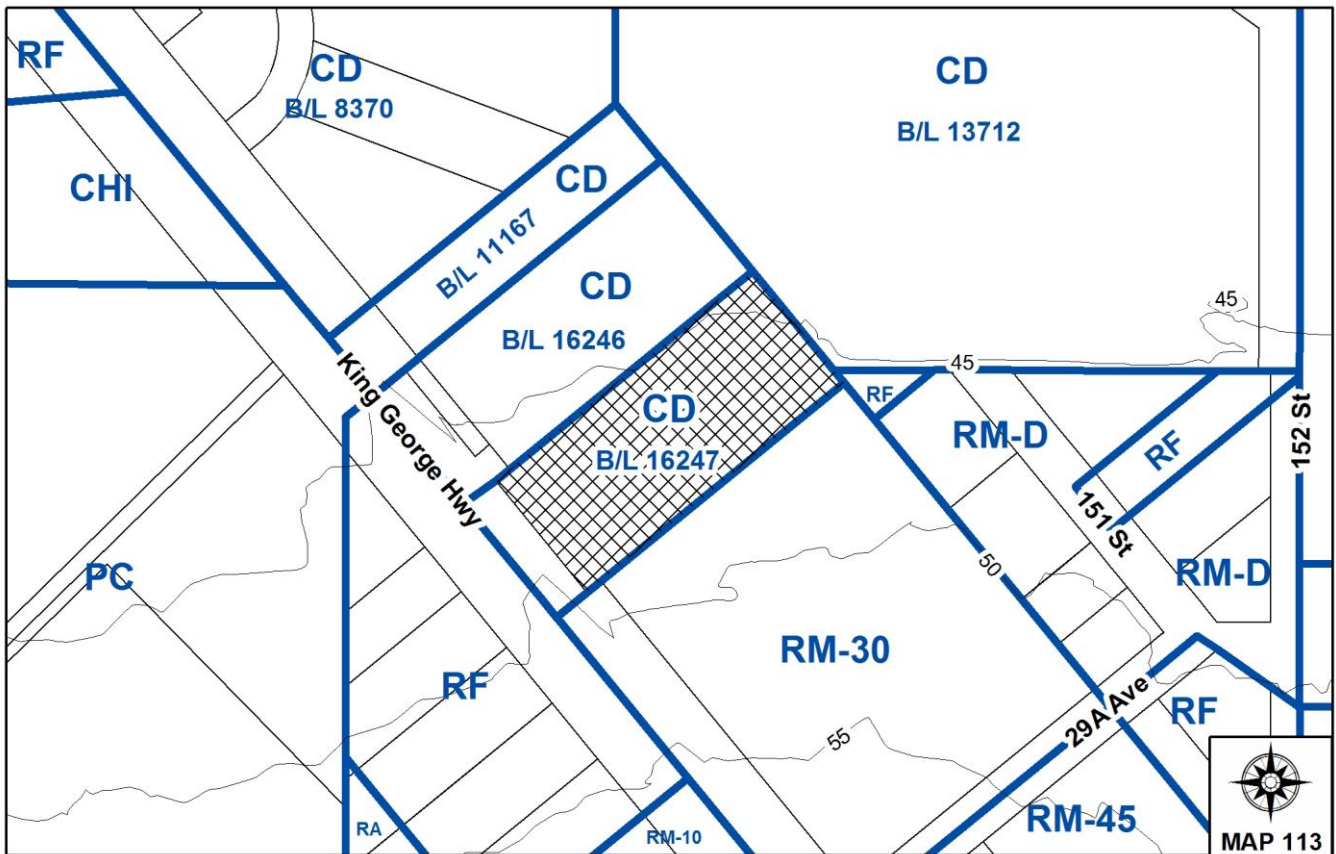 RF
CD
B/L 8370
CD
B/L 13712
CHI
CD
B/L 11167
CD
B/L 16246
45
45
King George Hwy
CD
B/L 16247
RF
RM-D
RF
152 St
151 St
PC
50
RM-D
RM-30
RF
29A Ave
RF
55
RA
RM-10
RM-45
MAP 113